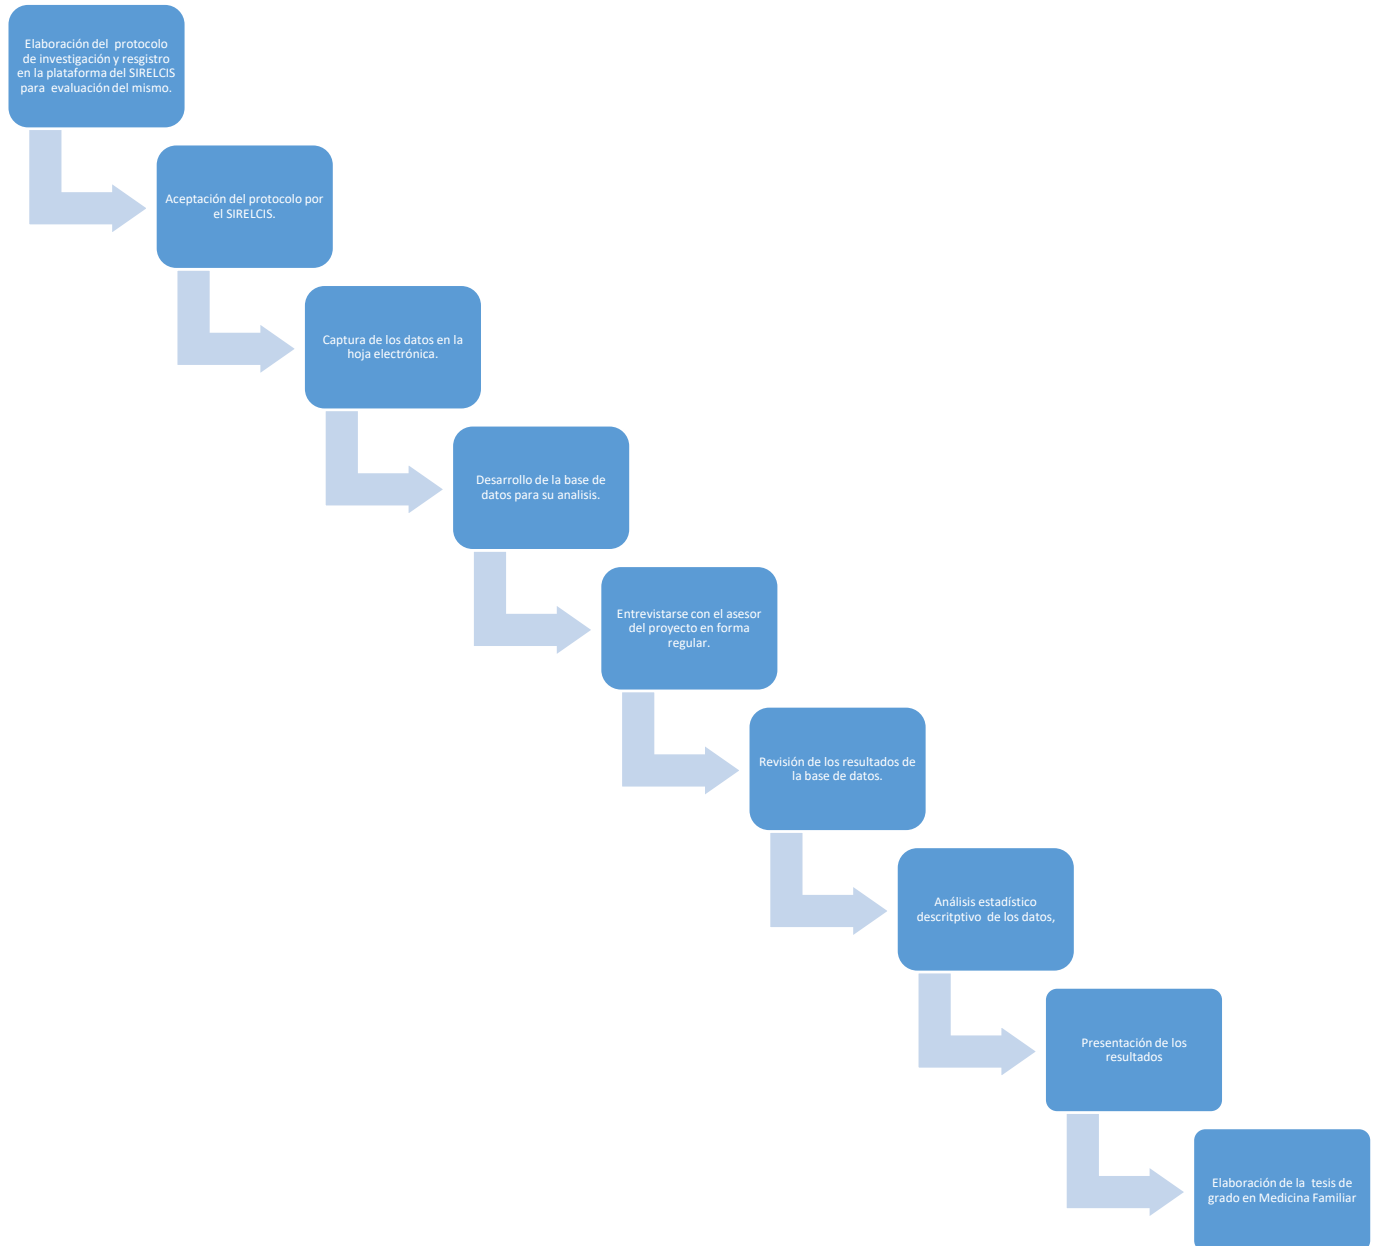 Elaboración del protocolo
de investigación y resgistro
en la plataforma del SIRELCIS
para evaluación del mismo.
Aceptación del protocolo por
el SIRELCIS.
Captura de los datos en la
hoja electrónica.
Desarrollo de la base de
datos para su analisis.
Entrevistarse con el asesor
del proyecto en forma
regular.
Revisión de los resultados de
la base de datos.
Análisis estadístico
descritptivo de los datos,
Presentación de los
resultados
Elaboración de la tesis de
grado en Medicina Familiar